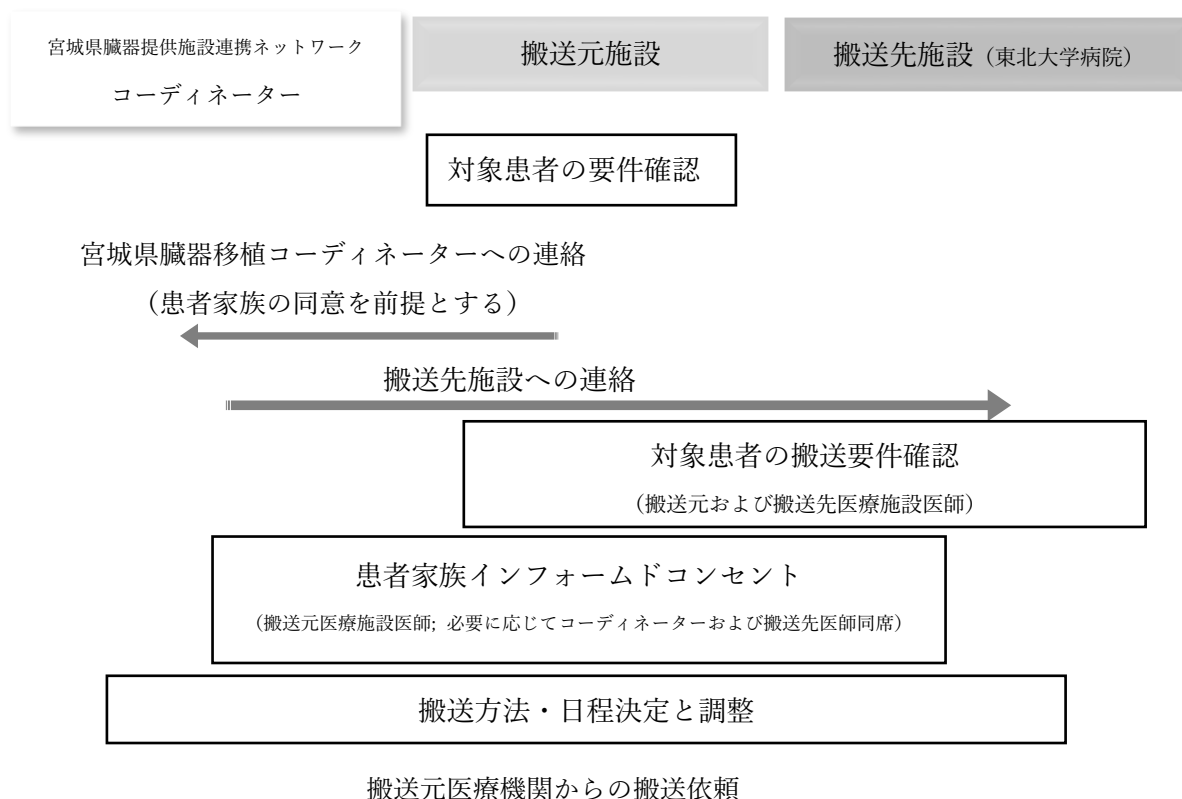 宮城県臓器提供施設連携ネットワーク
コーディネーター
搬送元施設
搬送先施設（東北大学病院）
対象患者の要件確認
宮城県臓器移植コーディネーターへの連絡
（患者家族の同意を前提とする）
搬送先施設への連絡
対象患者の搬送要件確認
（搬送元および搬送先医療施設医師）
患者家族インフォームドコンセント
（搬送元医療施設医師; 必要に応じてコーディネーターおよび搬送先医師同席）
搬送方法・日程決定と調整
搬送元医療機関からの搬送依頼